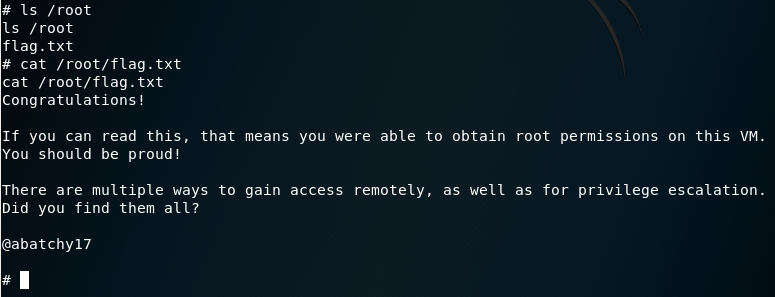 # ls /root
ls /root
flag.txt
# cat /root/flag.txt
cat /root/flag.txt
Congratulations!
If you can read this, that means you were able to obtain root permissions on this VM.
You should be proud!
There are multiple ways to gain access remotely, as well as for privilege escalation.
Did you find them all?
@abatchy17
#